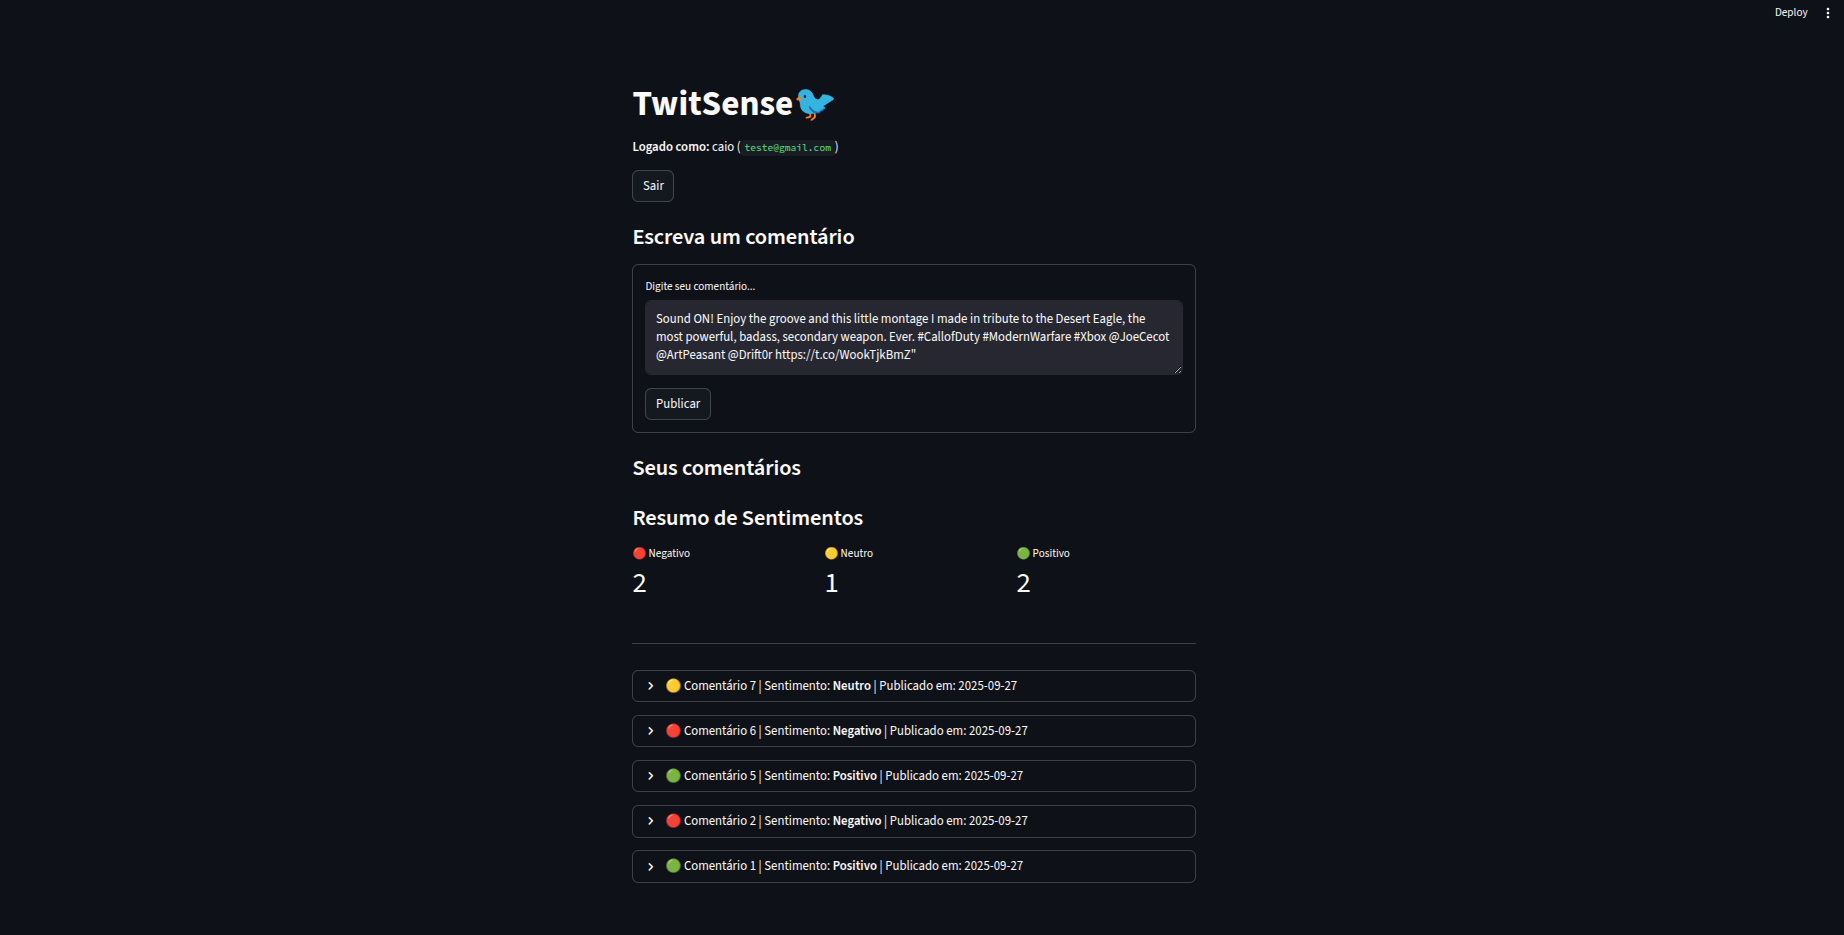 Deploy
TwitSense
Logado como: caio ( teste@gmail.com )
Sair
Escreva um comentário
Digite seu comentário...
Sound ON! Enjoy the groove and this little montage I made in tribute to the Desert Eagle, the
most powerful, badass, secondary weapon. Ever. #CallofDuty #ModernWarfare #Xbox @JoeCecot
@ArtPeasant @Drift0r https://t.co/WookTjkBmZ"
Publicar
Seus comentários
Resumo de Sentimentos
Negativo
Neutro
Positivo
2
1
2
Comentário 7 | Sentimento: Neutro | Publicado em: 2025-09-27
Comentário 6 | Sentimento: Negativo | Publicado em: 2025-09-27
Comentário 5 | Sentimento: Positivo | Publicado em: 2025-09-27
Comentário 2 | Sentimento: Negativo | Publicado em: 2025-09-27
Comentário 1 | Sentimento: Positivo | Publicado em: 2025-09-27